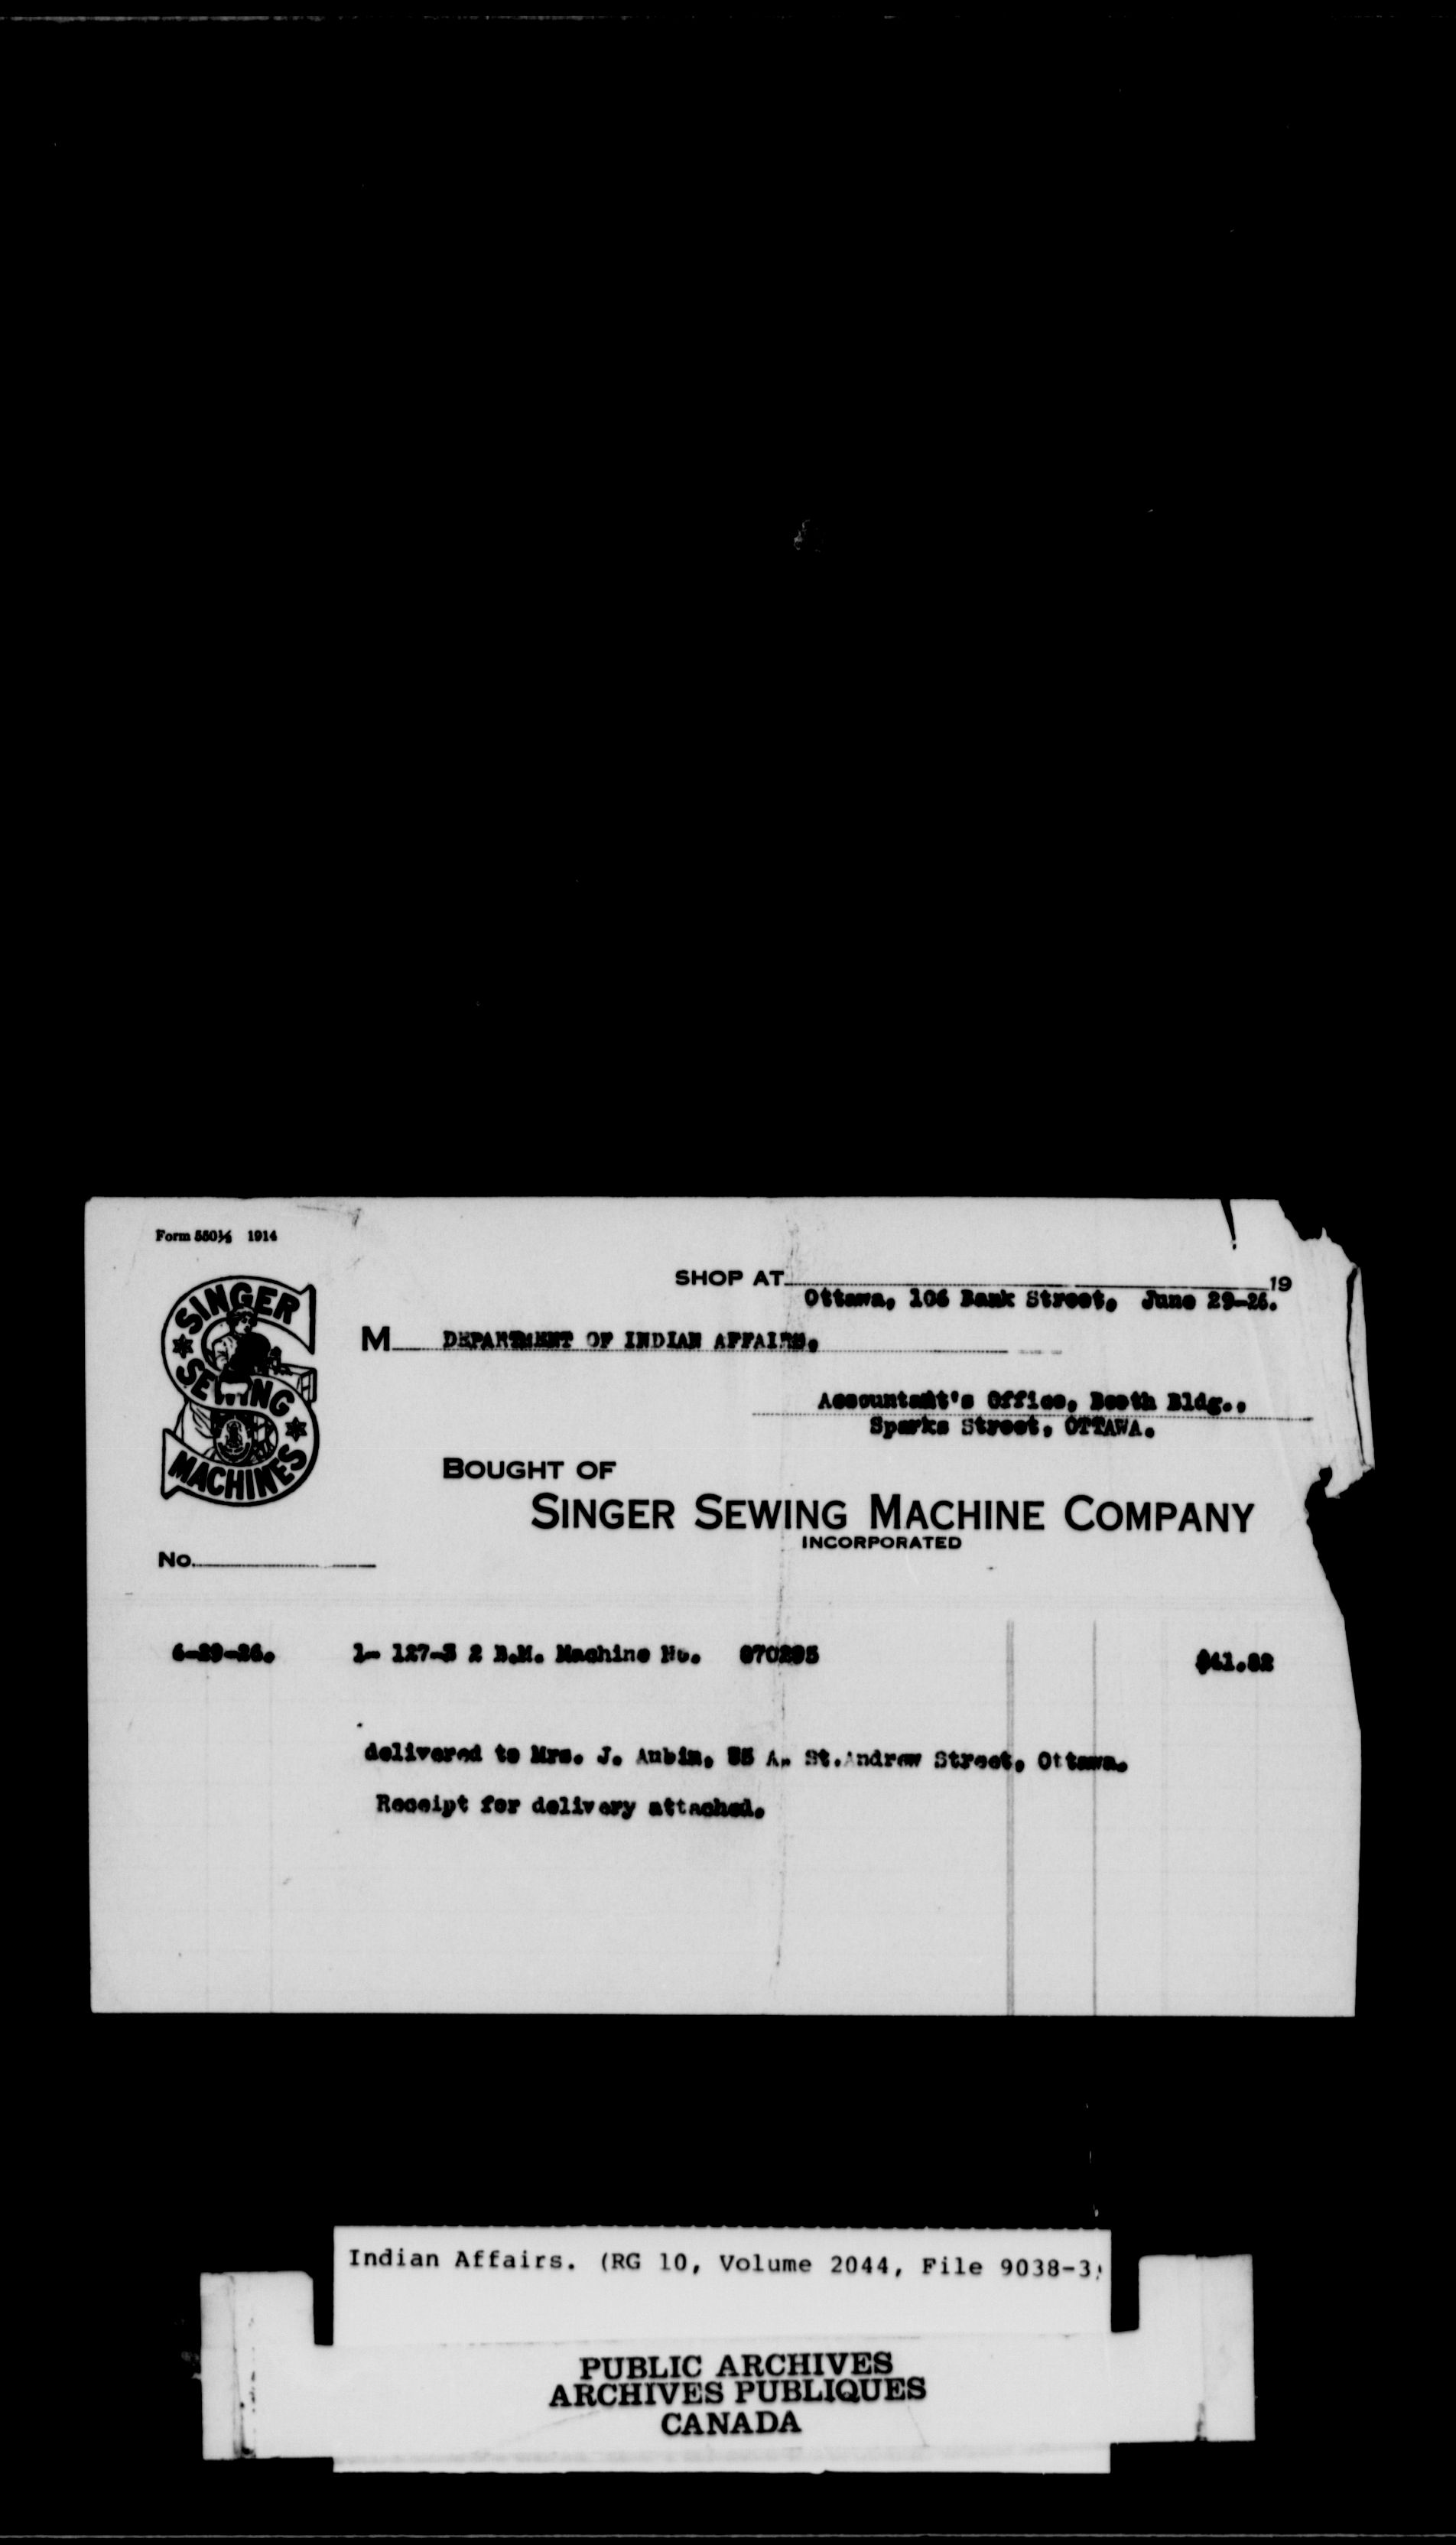 Form 550½ 1914
SINGER
SEWING
MACHINES
SHOP AT 19
Ottawa, 106 Bank Street, June 29-26.
M DEPARTMENT OF INDIAN AFFAIRS,
Accountant's Office, Booth Bldg.,
Sparks Street, OTTAWA.
BOUGHT OF
SINGER SEWING MACHINE COMPANY
INCORPORATED
No.
6-29-26. 1- 127-3 2 B.M. Machine No. $41.82
delivered to Mrs. J. Aubin, A. St.Andrew Street, Ottawa.
Receipt for delivery attached.
Indian Affairs. (RG 10, Volume 2044, File 9038-3)
PUBLIC ARCHIVES
ARCHIVES PUBLIQUES
CANADA